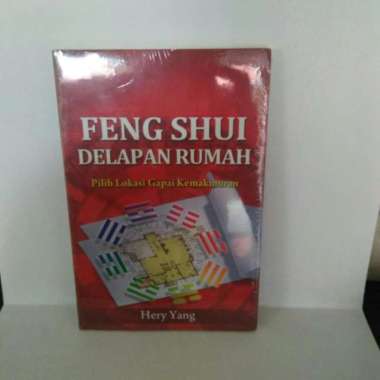 FENG SHUI
DELAPAN RUMAH
Pilih Lokasi Gapai Kemakmuran
Hery Yang